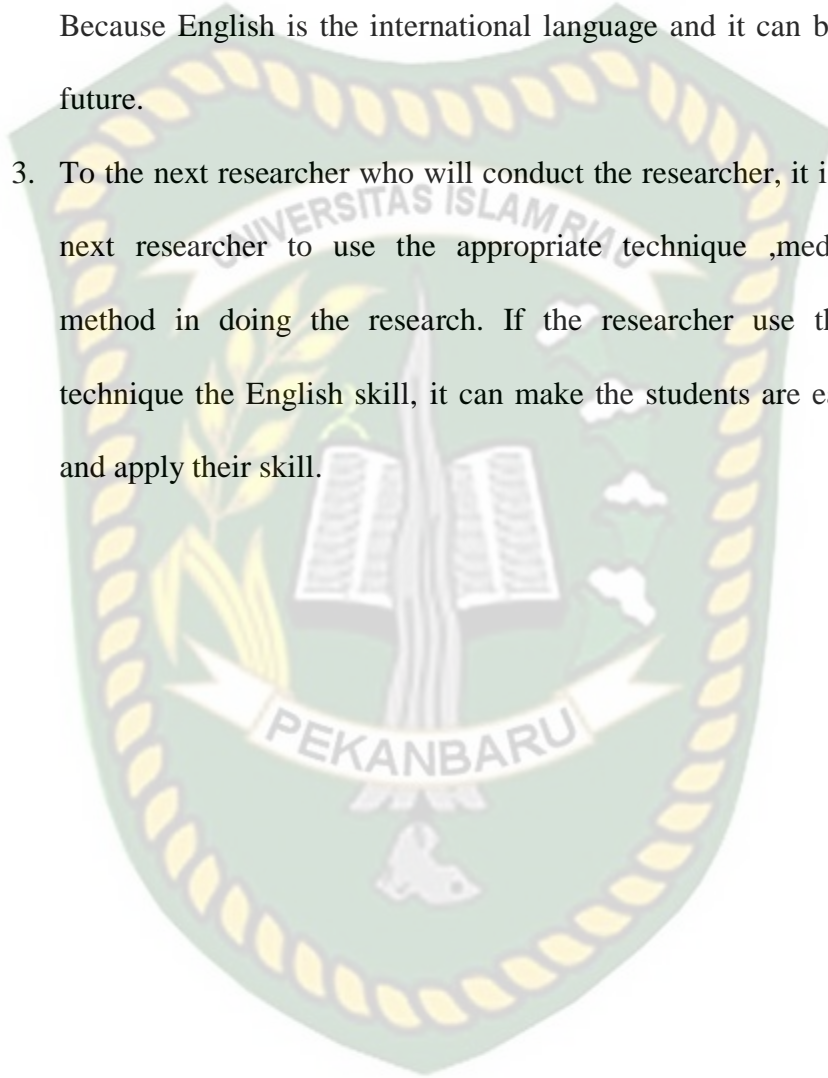 Because English is the international language and it can b
future.
3. To the next researcher who will conduct the researcher, it i
next researcher to use the appropriate technique ,med
method in doing the research. If the researcher use th
technique the English skill, it can make the students are ea
and apply their skill.
UNIVERSITAS ISLAM RIAU
PEKANBARU